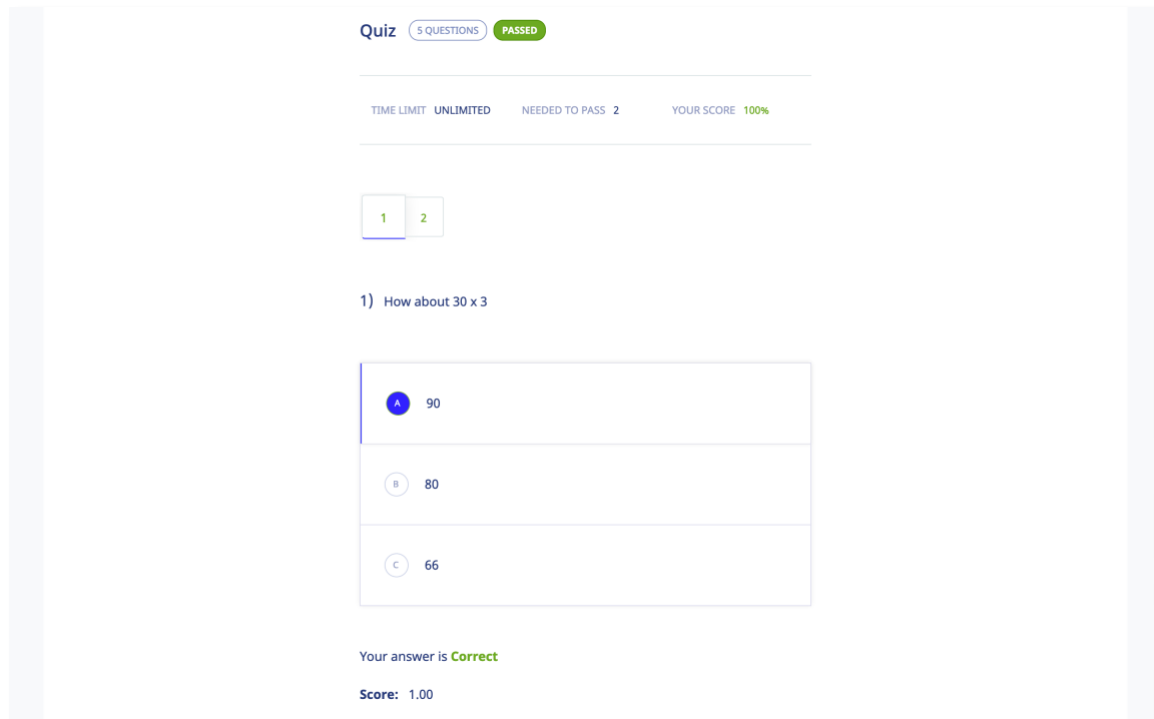 Quiz 5 QUESTIONS PASSED
TIME LIMIT UNLIMITED NEEDED TO PASS 2 YOUR SCORE 100%
1 2
1) How about 30 x 3
A 90
B 80
C 66
Your answer is Correct
Score: 1.00